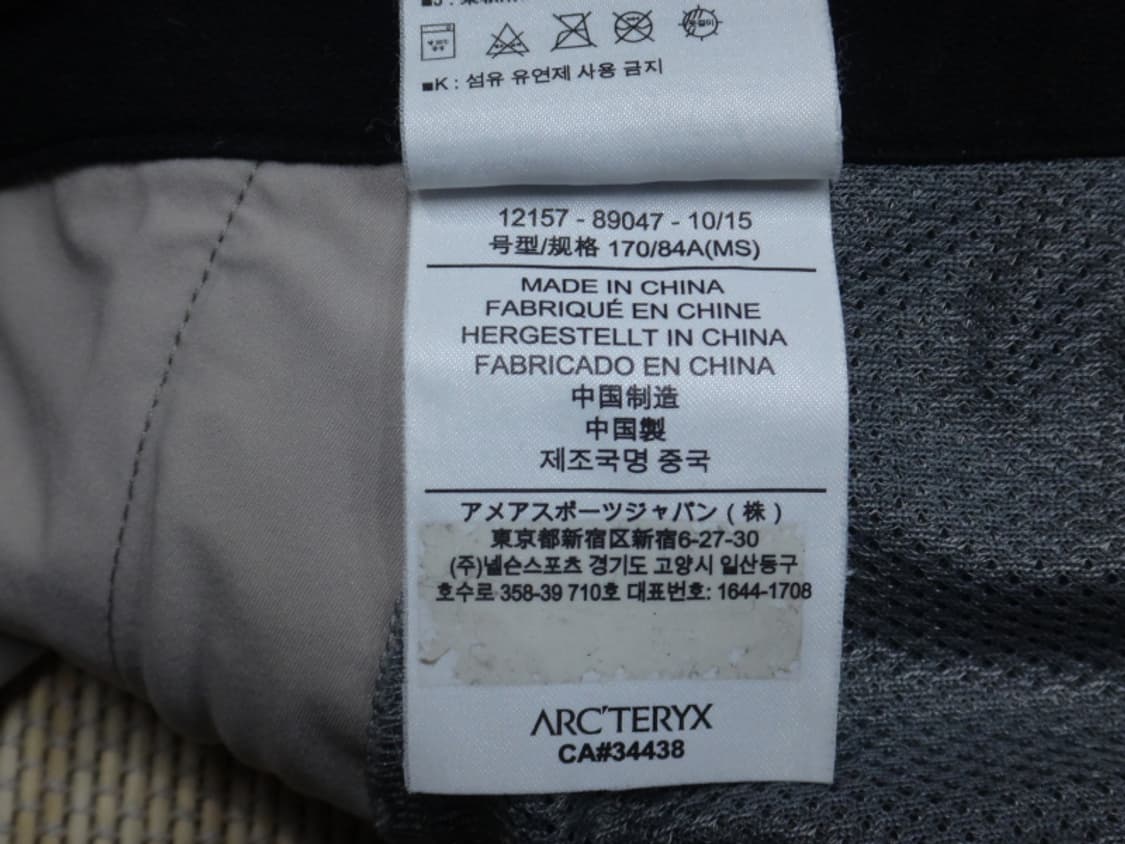 ■K : 섬유 유연제 사용 금지
12157 - 89047 - 10/15
号型/规格 170/84A(MS)
MADE IN CHINA
FABRIQUÉ EN CHINE
HERGESTELLT IN CHINA
FABRICADO EN CHINA
中国制造
中国製
제조국명 중국
アメアスポーツジャパン ( 株 )
東京都新宿区新宿6-27-30
(주)넬슨스포츠 경기도 고양시 일산동구
호수로 358-39 710호 대표번호: 1644-1708
ARC'TERYX
CA#34438